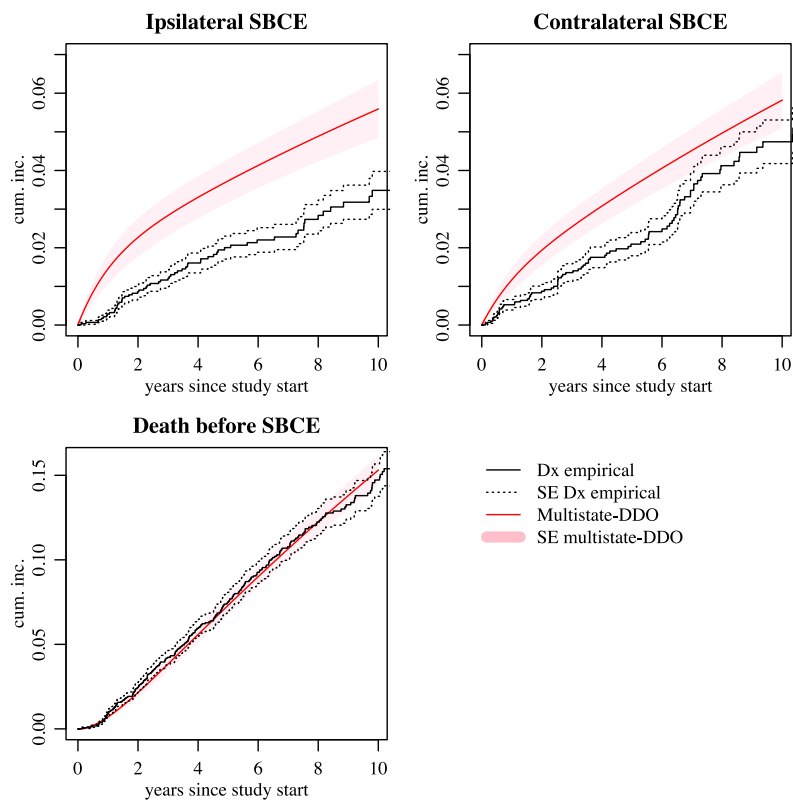 Ipsilateral SBCE
cum. inc.
0.00
0.02
0.04
0.06
0
2
4
6
8
10
years since study start
Contralateral SBCE
cum. inc.
0.00
0.02
0.04
0.06
0
2
4
6
8
10
years since study start
Death before SBCE
cum. inc.
0.00
0.05
0.10
0.15
0
2
4
6
8
10
years since study start
Dx empirical
SE Dx empirical
Multistate-DDO
SE multistate-DDO